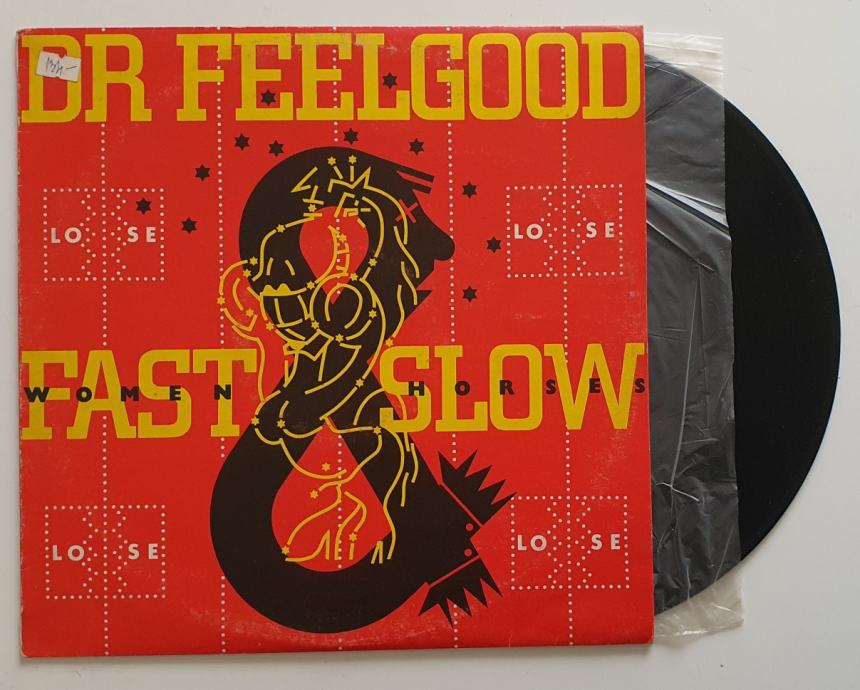 DR FEELGOOD
LO SE LO SE
FAST & SLOW
WOMEN HORSES
LO SE LO SE